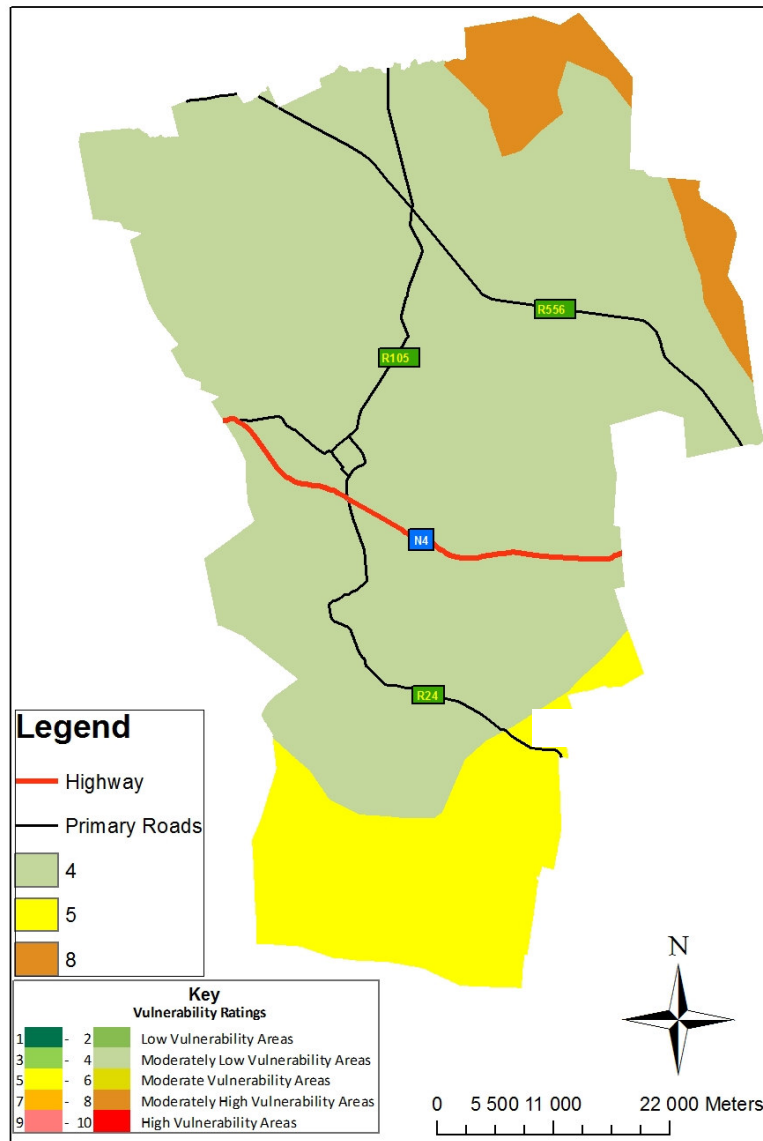 R556
R105
N4
R24
Legend
Highway
Primary Roads
4
5
8
Key
Vulnerability Ratings
1 - 2 Low Vulnerability Areas
3 - 4 Moderately Low Vulnerability Areas
5 - 6 Moderate Vulnerability Areas
7 - 8 Moderately High Vulnerability Areas
9 - 10 High Vulnerability Areas
N
0 5 500 11 000 22 000 Meters